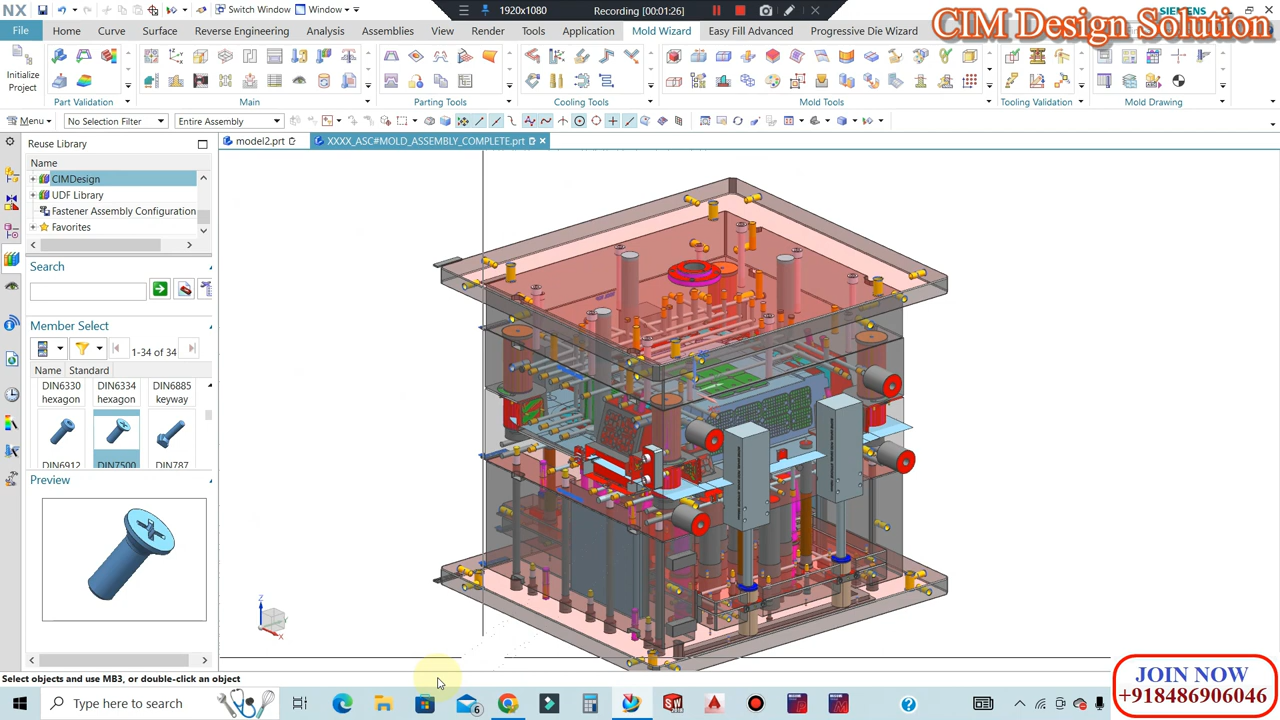 NX
Switch Window
Window
1920x1080
Recording [00:01:26]
SIEMENS
CIM Design Solution
File
Home
Curve
Surface
Reverse Engineering
Analysis
Assemblies
View
Render
Tools
Application
Mold Wizard
Easy Fill Advanced
Progressive Die Wizard
Initialize
Project
Part Validation
Main
Parting Tools
Cooling Tools
Mold Tools
Tooling Validation
Mold Drawing
Menu
No Selection Filter
Entire Assembly
Reuse Library
model2.prt
XXXX_ASC#MOLD_ASSEMBLY_COMPLETE.prt
Name
CIMDesign
UDF Library
Fastener Assembly Configuration
Favorites
Search
Member Select
1-34 of 34
Name
Standard
DIN6330
hexagon
DIN6334
hexagon
DIN6885
keyway
DIN6912
DIN7500
DIN787
Preview
Z
X
Select objects and use MB3, or double-click an object
JOIN NOW
+918486906046
Type here to search
6